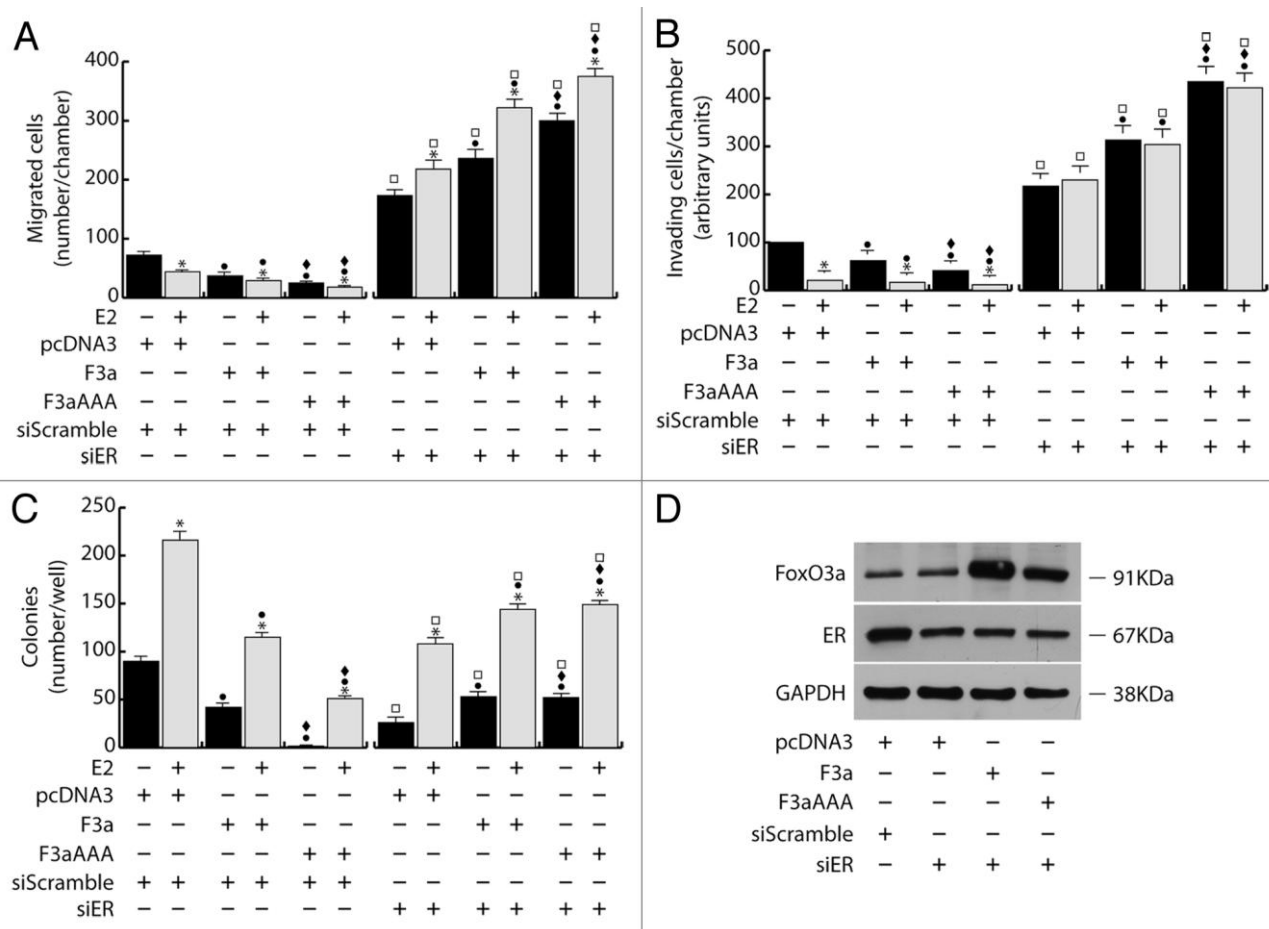 A
Migrated cells
(number/chamber)
400
300
200
100
0
E2 – + – + – + – + – + – +
pcDNA3 + + – – – – + + – – – –
F3a – – + + – – – – + + – –
F3aAAA – – – – + + – – – – + +
siScramble + + + + + + – – – – – –
siER – – – – – – + + + + + +
B
Invading cells/chamber
(arbitrary units)
500
400
300
200
100
0
E2 – + – + – + – + – + – +
pcDNA3 + + – – – – + + – – – –
F3a – – + + – – – – + + – –
F3aAAA – – – – + + – – – – + +
siScramble + + + + + + – – – – – –
siER – – – – – – + + + + + +
C
Colonies
(number/well)
250
200
150
100
50
0
E2 – + – + – + – + – + – +
pcDNA3 + + – – – – + + – – – –
F3a – – + + – – – – + + – –
F3aAAA – – – – + + – – – – + +
siScramble + + + + + + – – – – – –
siER – – – – – – + + + + + +
D
FoxO3a – 91KDa
ER – 67KDa
GAPDH – 38KDa
pcDNA3 + + – –
F3a – – + –
F3aAAA – – – +
siScramble + – – –
siER – + + +